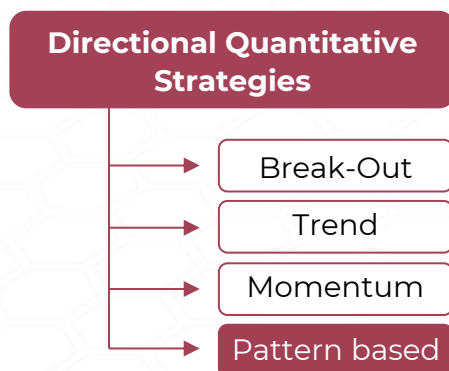 Directional Quantitative
Strategies
Break-Out
Trend
Momentum
Pattern based